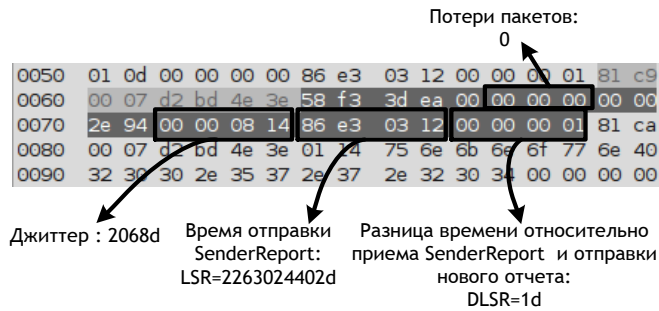 Потери пакетов:
0
0050 01 0d 00 00 00 00 86 e3 03 12 00 00 00 01 81 c9
0060 00 07 d2 bd 4e 3e 58 f3 3d ea 00 00 00 00 00 00
0070 2e 94 00 00 08 14 86 e3 03 12 00 00 00 01 81 ca
0080 00 07 d2 bd 4e 3e 01 14 75 6e 6b 6e 6f 77 6e 40
0090 32 30 30 2e 35 37 2e 37 2e 32 30 34 00 00 00 00
Джиттер : 2068d
Время отправки
SenderReport:
LSR=2263024402d
Разница времени относительно
приема SenderReport и отправки
нового отчета:
DLSR=1d